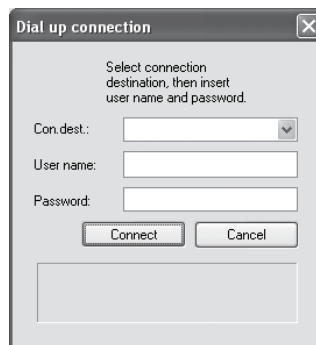 Dial up connection
Select connection
destination, then insert
user name and password.
Con.dest.:
User name:
Password:
Connect
Cancel